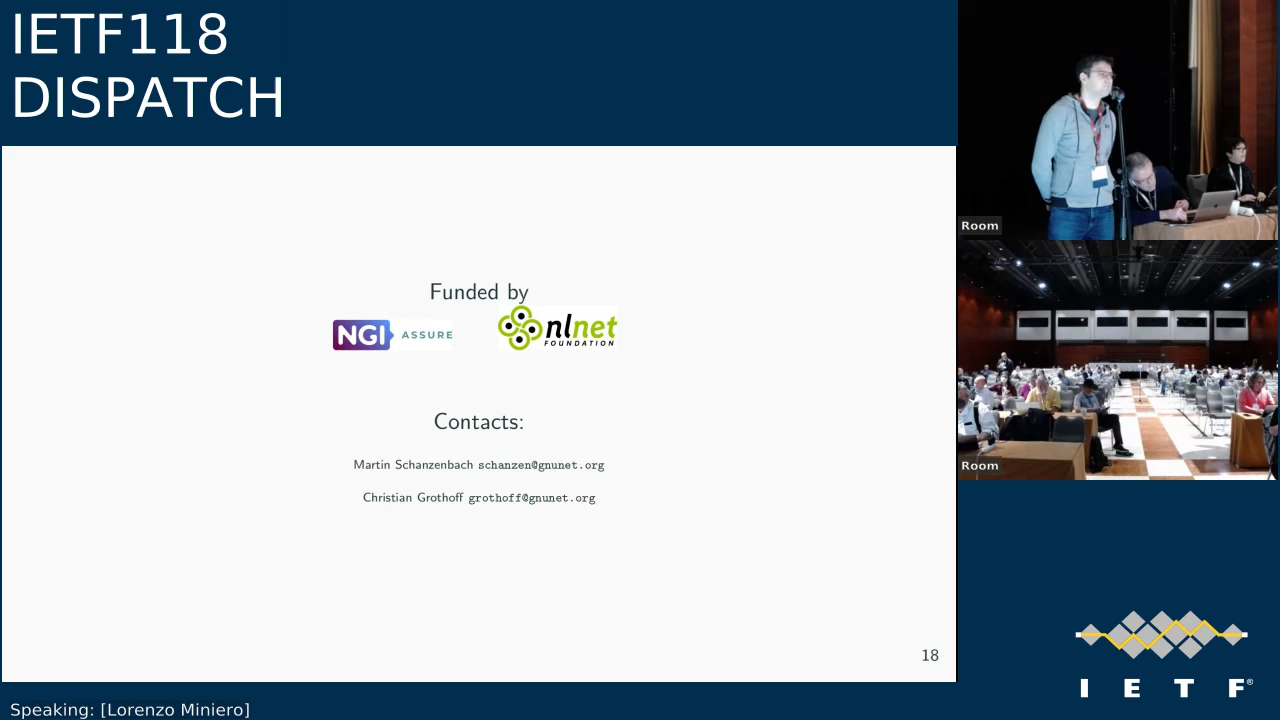 IETF118
DISPATCH
Funded by
NGI ASSURE
nlnet
FOUNDATION
Contacts:
Martin Schanzenbach schanzen@gnunet.org
Christian Grothoff grothoff@gnunet.org
18
Room
Room
I E T F®
Speaking: [Lorenzo Miniero]